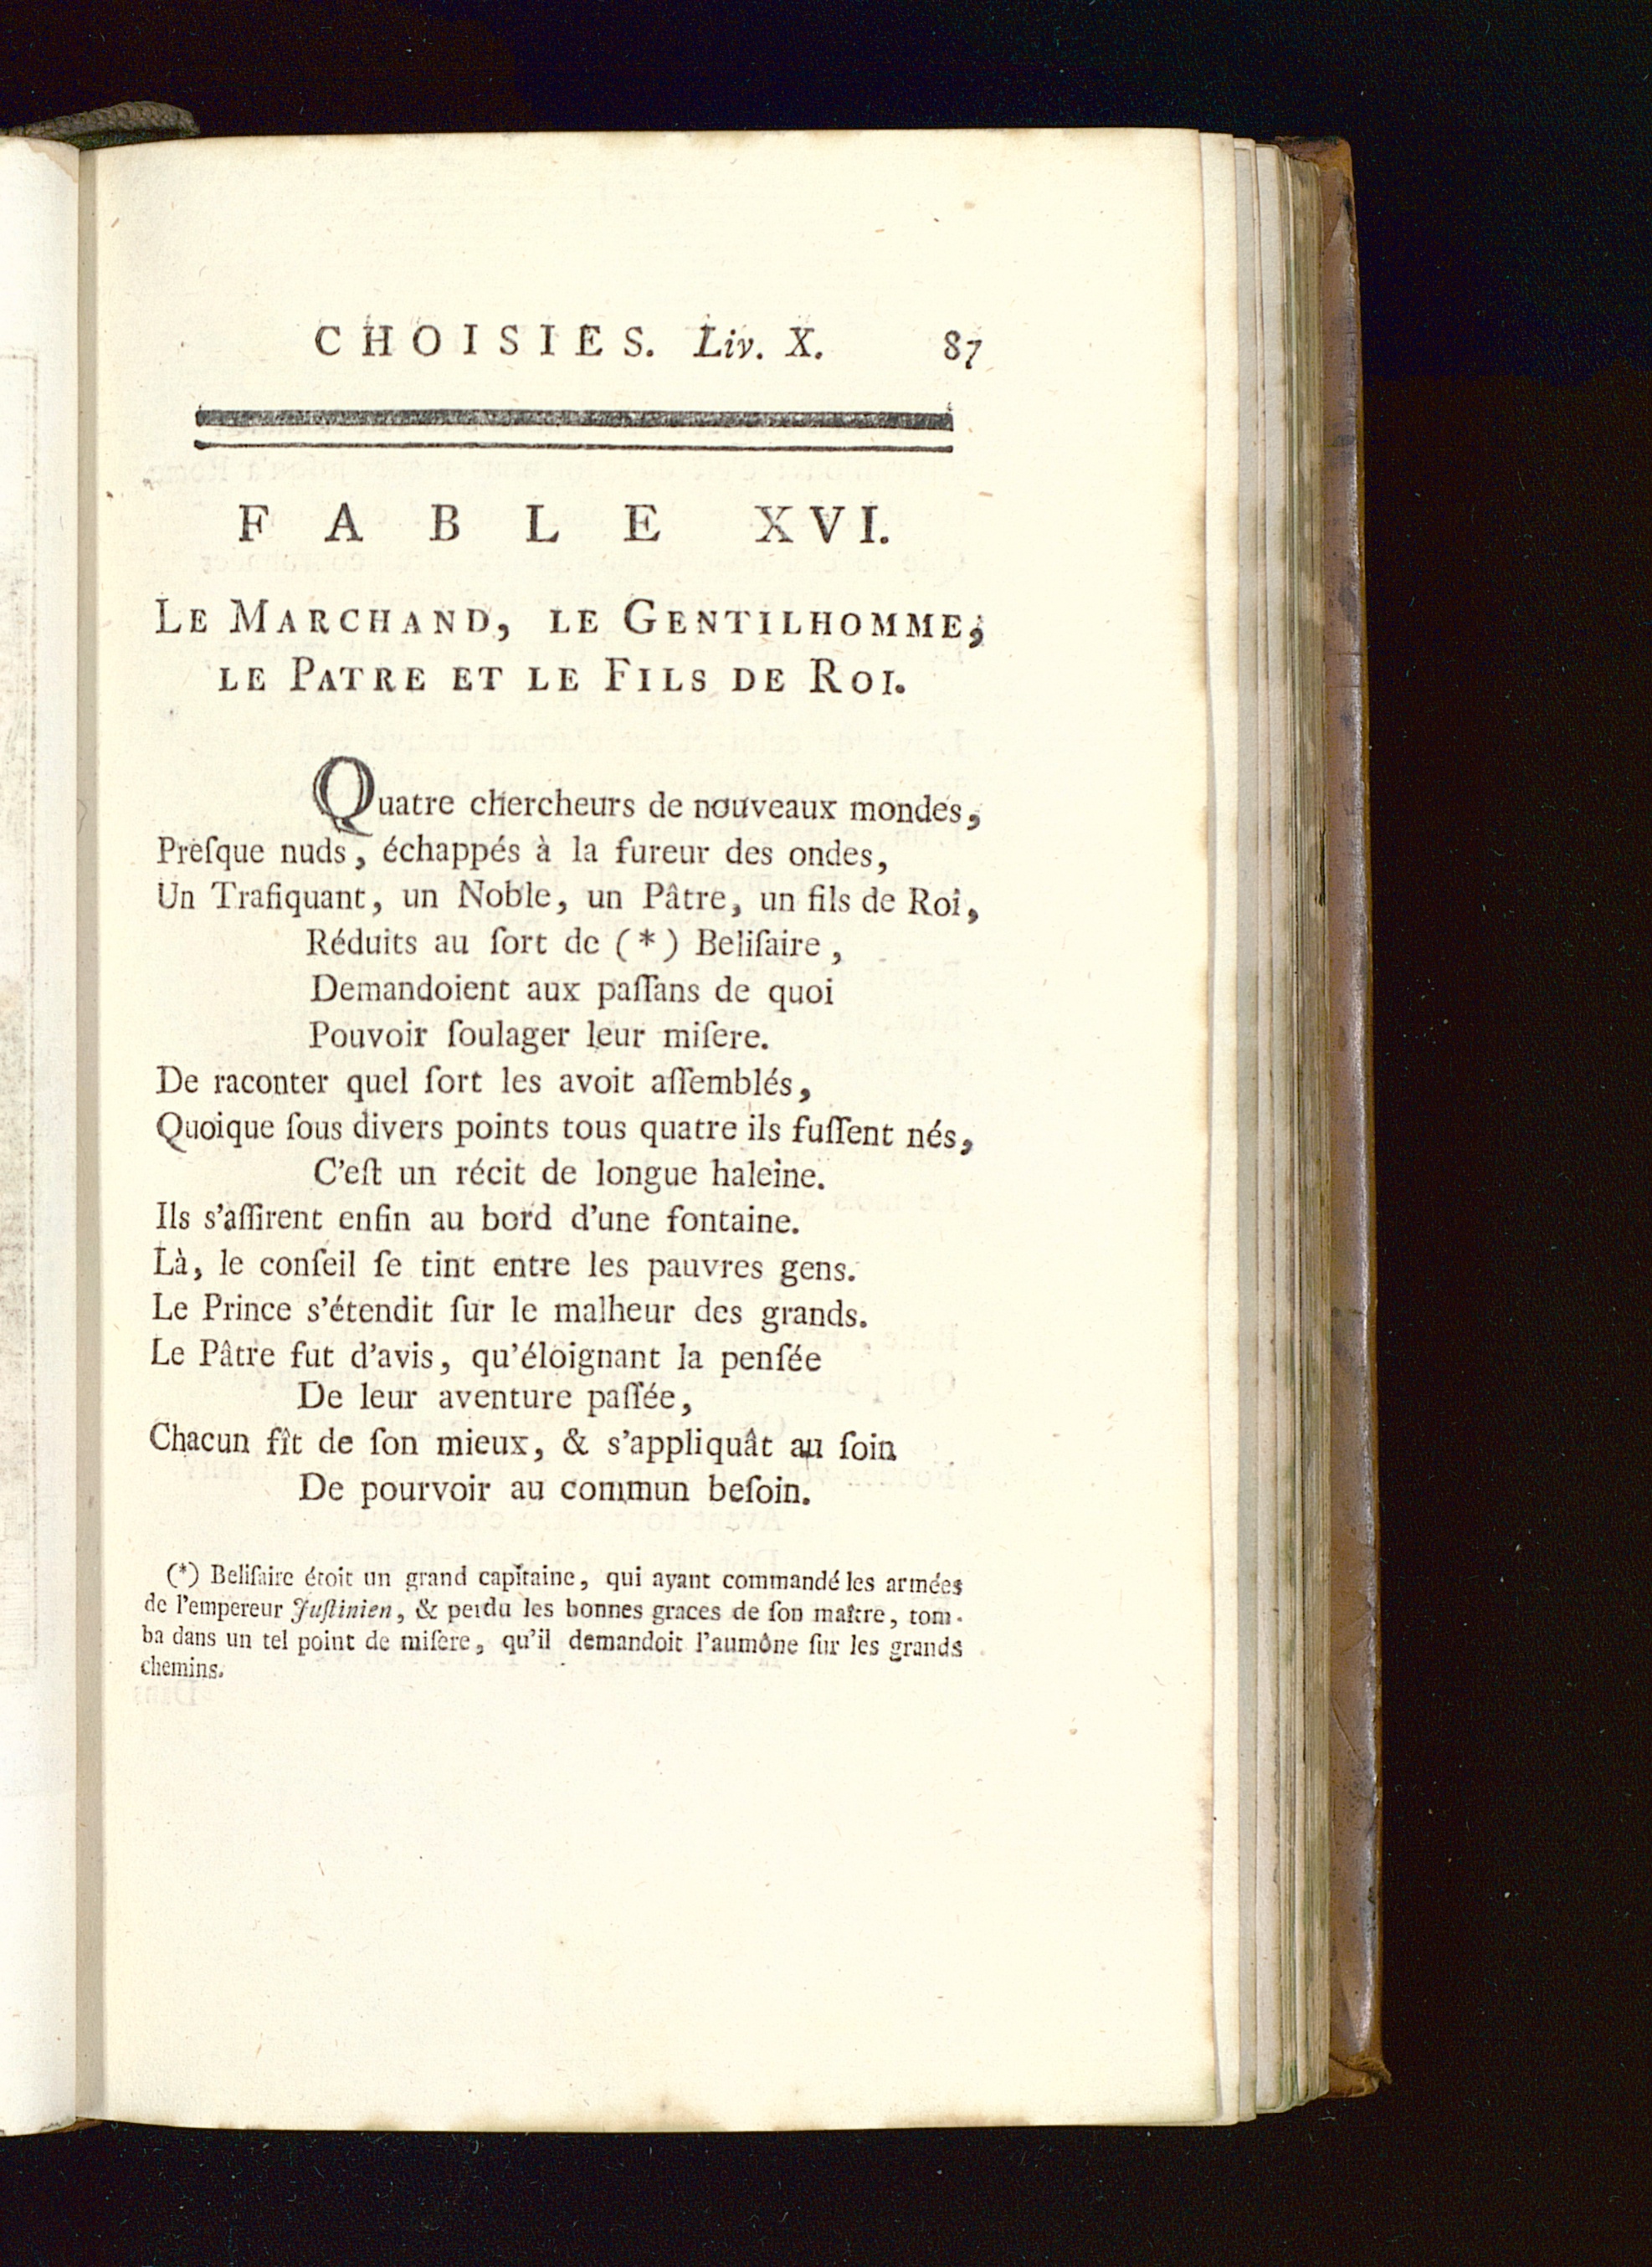 CHOISIES. Liv. X. 87
FABLE XVI.
LE MARCHAND, LE GENTILHOMME,
LE PATRE ET LE FILS DE ROI.
Quatre chercheurs de nouveaux mondes,
Preſque nuds, échappés à la fureur des ondes,
Un Trafiquant, un Noble, un Pâtre, un fils de Roi,
Réduits au ſort de (*) Beliſaire,
Demandoient aux paſſans de quoi
Pouvoir ſoulager leur miſere.
De raconter quel ſort les avoit aſſemblés,
Quoique ſous divers points tous quatre ils fuſſent nés,
C'eſt un récit de longue haleine.
Ils s'aſſirent enfin au bord d'une fontaine.
Là, le conſeil ſe tint entre les pauvres gens.
Le Prince s'étendit ſur le malheur des grands.
Le Pâtre fut d'avis, qu'éloignant la penſée
De leur aventure paſſée,
Chacun fît de ſon mieux, & s'appliquât au ſoin
De pourvoir au commun beſoin.
(*) Beliſaire étoit un grand capitaine, qui ayant commandé les armées
de l'empereur Juſtinien, & perdu les bonnes graces de ſon maître, tom-
ba dans un tel point de miſère, qu'il demandoit l'aumône ſur les grands
chemins.